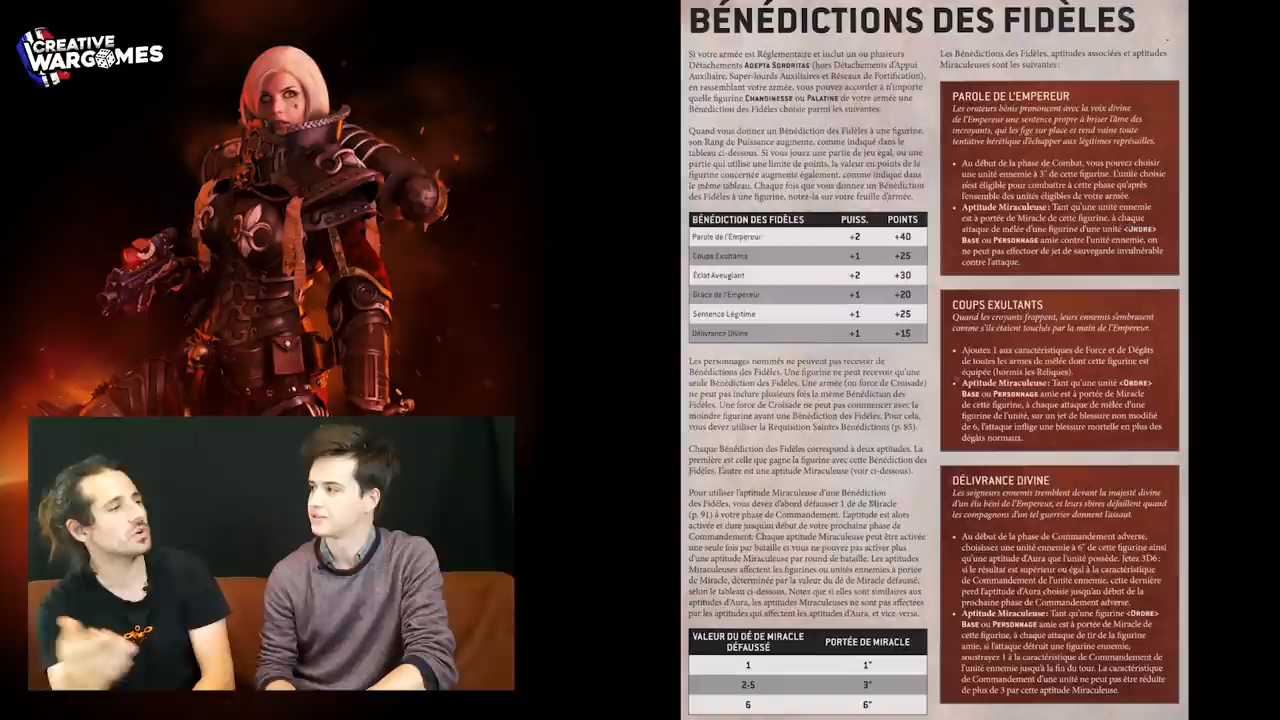 CREATIVE
WARGAMES
BÉNÉDICTIONS DES FIDÈLES
Si votre armée est Réglementaire et inclut un ou plusieurs
Détachements ADEPTA SORORITAS (hors Détachements d'Appui
Auxiliaire, Super-lourds Auxiliaires et Réseaux de Fortification),
en rassemblant votre armée, vous pouvez accorder à n'importe
quelle figurine CHANOINESSE ou PALATINE de votre armée une
Bénédiction des Fidèles choisie parmi les suivantes.
Quand vous donnez un Bénédiction des Fidèles à une figurine,
son Rang de Puissance augmente, comme indiqué dans le
tableau ci-dessous. Si vous jouez une partie de jeu égal, ou une
partie qui utilise une limite de points, la valeur en points de la
figurine concernée augmente également, comme indiqué dans
le même tableau. Chaque fois que vous donnez un Bénédiction
des Fidèles à une figurine, notez-la sur votre feuille d'armée.
BÉNÉDICTION DES FIDÈLES PUISS. POINTS
Parole de l'Empereur +2 +40
Coups Exultants +1 +25
Éclat Aveuglant +2 +30
Grâce de l'Empereur +1 +20
Sentence Légitime +1 +25
Délivrance Divine +1 +15
Les personnages nommés ne peuvent pas recevoir de
Bénédictions des Fidèles. Une figurine ne peut recevoir qu'une
seule Bénédiction des Fidèles. Une armée (ou force de Croisade)
ne peut pas inclure plusieurs fois la même Bénédiction des
Fidèles. Une force de Croisade ne peut pas commencer avec la
moindre figurine ayant une Bénédiction des Fidèles. Pour cela,
vous devez utiliser la Réquisition Saintes Bénédictions (p. 85).
Chaque Bénédiction des Fidèles correspond à deux aptitudes. La
première est celle que gagne la figurine avec cette Bénédiction des
Fidèles. L'autre est une aptitude Miraculeuse (voir ci-dessous).
Pour utiliser l'aptitude Miraculeuse d'une Bénédiction
des Fidèles, vous devez d'abord défausser 1 dé de Miracle
(p. 91) à votre phase de Commandement. L'aptitude est alors
activée et dure jusqu'au début de votre prochaine phase de
Commandement. Chaque aptitude Miraculeuse peut être activée
une seule fois par bataille et vous ne pouvez pas activer plus
d'une aptitude Miraculeuse par round de bataille. Les aptitudes
Miraculeuses affectent les figurines ou unités ennemies à portée
de Miracle, déterminée par la valeur du dé de Miracle défaussé,
selon le tableau ci-dessous. Notez que si elles sont similaires aux
aptitudes d'Aura, les aptitudes Miraculeuses ne sont pas affectées
par les aptitudes qui affectent les aptitudes d'Aura, et vice-versa.
VALEUR DU DÉ DE MIRACLE DÉFAUSSÉ PORTÉE DE MIRACLE
1 1"
2-5 3"
6 6"
Les Bénédictions des Fidèles, aptitudes associées et aptitudes
Miraculeuses sont les suivantes :
PAROLE DE L'EMPEREUR
Les orateurs bénis prononcent avec la voix divine
de l'Empereur une sentence propre à briser l'âme des
incroyants, qui les fige sur place et rend vaine toute
tentative hérétique d'échapper aux légitimes représailles.
• Au début de la phase de Combat, vous pouvez choisir
une unité ennemie à 3" de cette figurine. L'unité choisie
n'est éligible pour combattre à cette phase qu'après
l'ensemble des unités éligibles de votre armée.
• Aptitude Miraculeuse : Tant qu'une unité ennemie
est à portée de Miracle de cette figurine, à chaque
attaque de mêlée d'une figurine d'une unité <ORDRE>
BASE ou PERSONNAGE amie contre l'unité ennemie, on
ne peut pas effectuer de jet de sauvegarde invulnérable
contre l'attaque.
COUPS EXULTANTS
Quand les croyants frappent, leurs ennemis s'embrasent
comme s'ils étaient touchés par la main de l'Empereur.
• Ajoutez 1 aux caractéristiques de Force et de Dégâts
de toutes les armes de mêlée dont cette figurine est
équipée (hormis les Reliques).
• Aptitude Miraculeuse : Tant qu'une unité <ORDRE>
BASE ou PERSONNAGE amie est à portée de Miracle
de cette figurine, à chaque attaque de mêlée d'une
figurine de l'unité, sur un jet de blessure non modifié
de 6, l'attaque inflige une blessure mortelle en plus des
dégâts normaux.
DÉLIVRANCE DIVINE
Les seigneurs ennemis tremblent devant la majesté divine
d'un élu béni de l'Empereur, et leurs sbires défaillent quand
les compagnons d'un tel guerrier donnent l'assaut.
• Au début de la phase de Commandement adverse,
choisissez une unité ennemie à 6" de cette figurine ainsi
qu'une aptitude d'Aura que l'unité possède. Jetez 3D6 :
si le résultat est supérieur ou égal à la caractéristique
de Commandement de l'unité ennemie, cette dernière
perd l'aptitude d'Aura choisie jusqu'au début de la
prochaine phase de Commandement adverse.
• Aptitude Miraculeuse : Tant qu'une figurine <ORDRE>
BASE ou PERSONNAGE amie est à portée de Miracle de
cette figurine, à chaque attaque de tir de la figurine
amie, si l'attaque détruit une figurine ennemie,
soustrayez 1 à la caractéristique de Commandement de
l'unité ennemie jusqu'à la fin du tour. La caractéristique
de Commandement d'une unité ne peut pas être réduite
de plus de 3 par cette aptitude Miraculeuse.